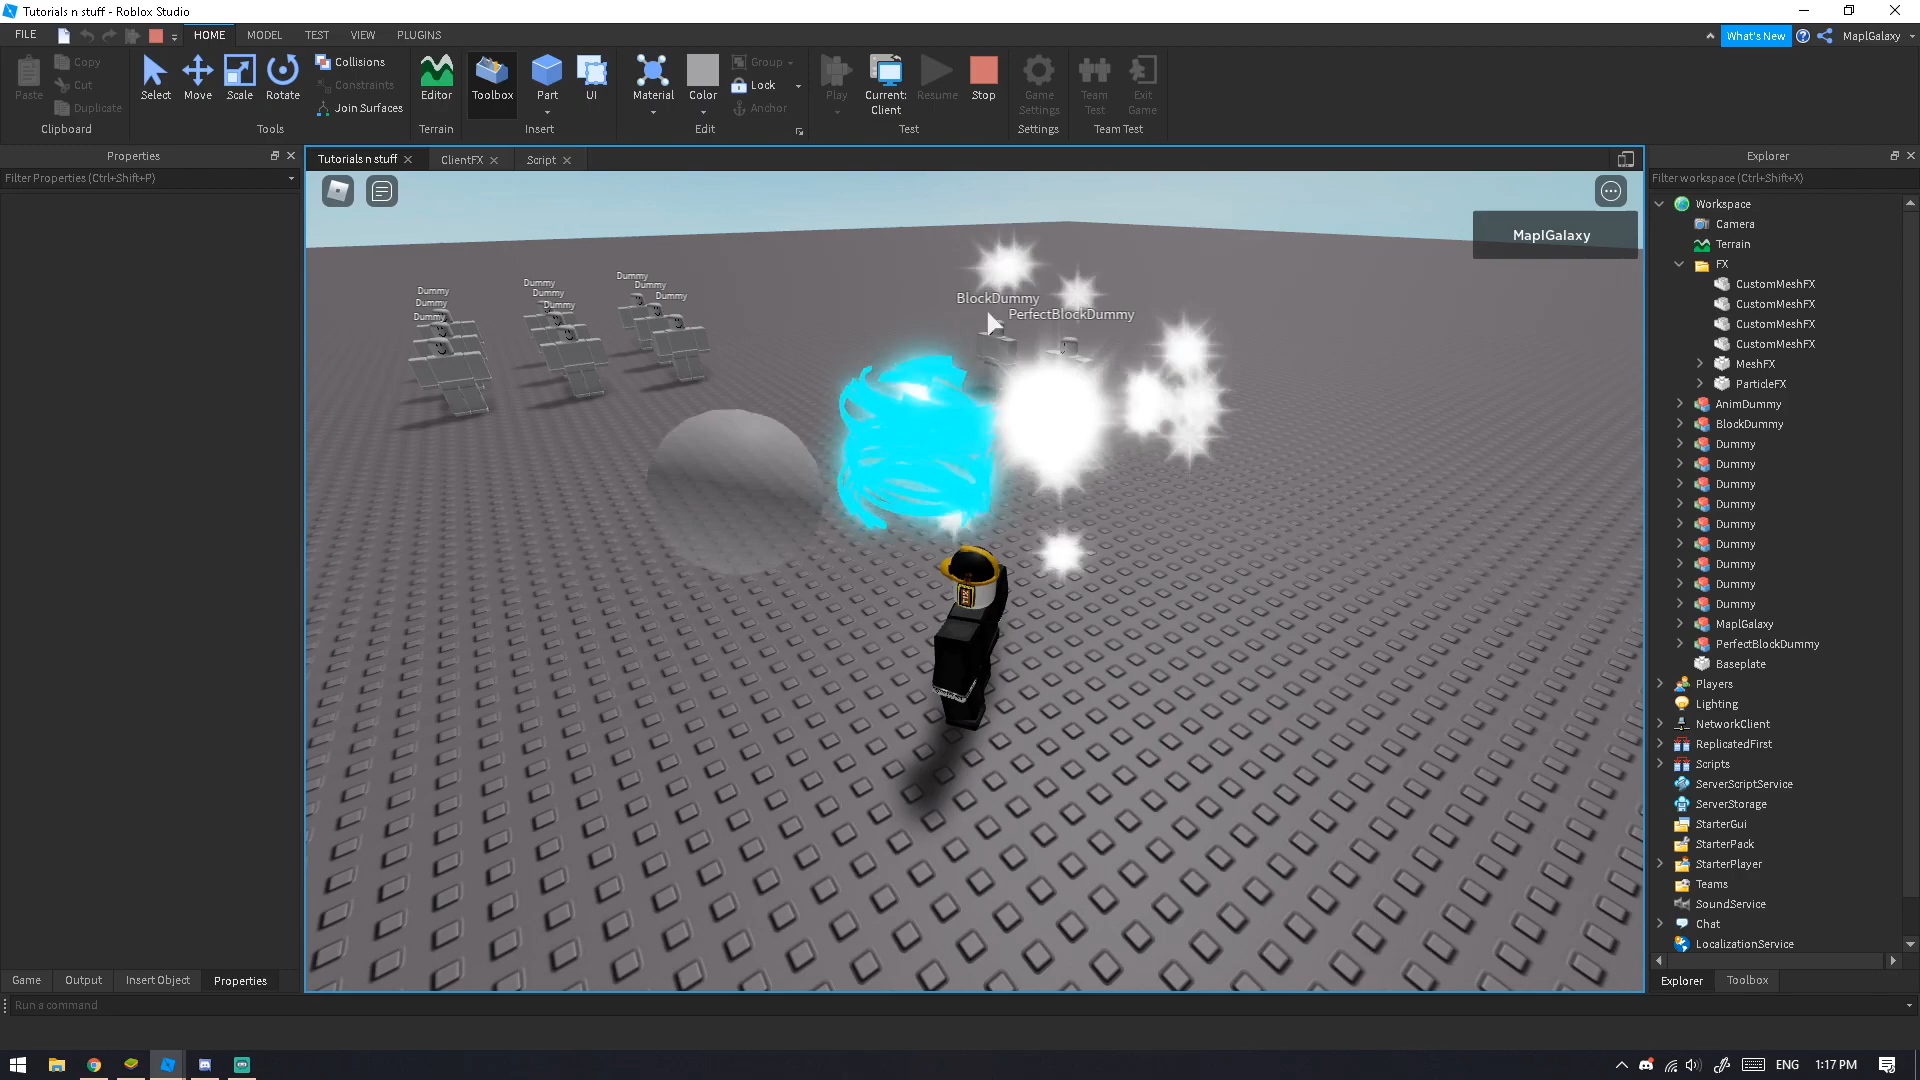 Tutorials n stuff - Roblox Studio
FILE
HOME
MODEL
TEST
VIEW
PLUGINS
What's New
MaplGalaxy
Paste
Copy
Cut
Duplicate
Clipboard
Select
Move
Scale
Rotate
Collisions
Constraints
Join Surfaces
Tools
Editor
Terrain
Toolbox
Part
UI
Insert
Material
Color
Group
Lock
Anchor
Edit
Play
Current:
Client
Resume
Stop
Test
Game
Settings
Settings
Team
Test
Exit
Game
Team Test
Properties
Filter Properties (Ctrl+Shift+P)
Tutorials n stuff
ClientFX
Script
MaplGalaxy
Dummy
Dummy
Dummy
Dummy
Dummy
Dummy
Dummy
Dummy
Dummy
BlockDummy
PerfectBlockDummy
Explorer
Filter workspace (Ctrl+Shift+X)
Workspace
Camera
Terrain
FX
CustomMeshFX
CustomMeshFX
CustomMeshFX
CustomMeshFX
MeshFX
ParticleFX
AnimDummy
BlockDummy
Dummy
Dummy
Dummy
Dummy
Dummy
Dummy
Dummy
Dummy
Dummy
MaplGalaxy
PerfectBlockDummy
Baseplate
Players
Lighting
NetworkClient
ReplicatedFirst
Scripts
ServerScriptService
ServerStorage
StarterGui
StarterPack
StarterPlayer
Teams
SoundService
Chat
LocalizationService
Game
Output
Insert Object
Properties
Explorer
Toolbox
Run a command
ENG
1:17 PM